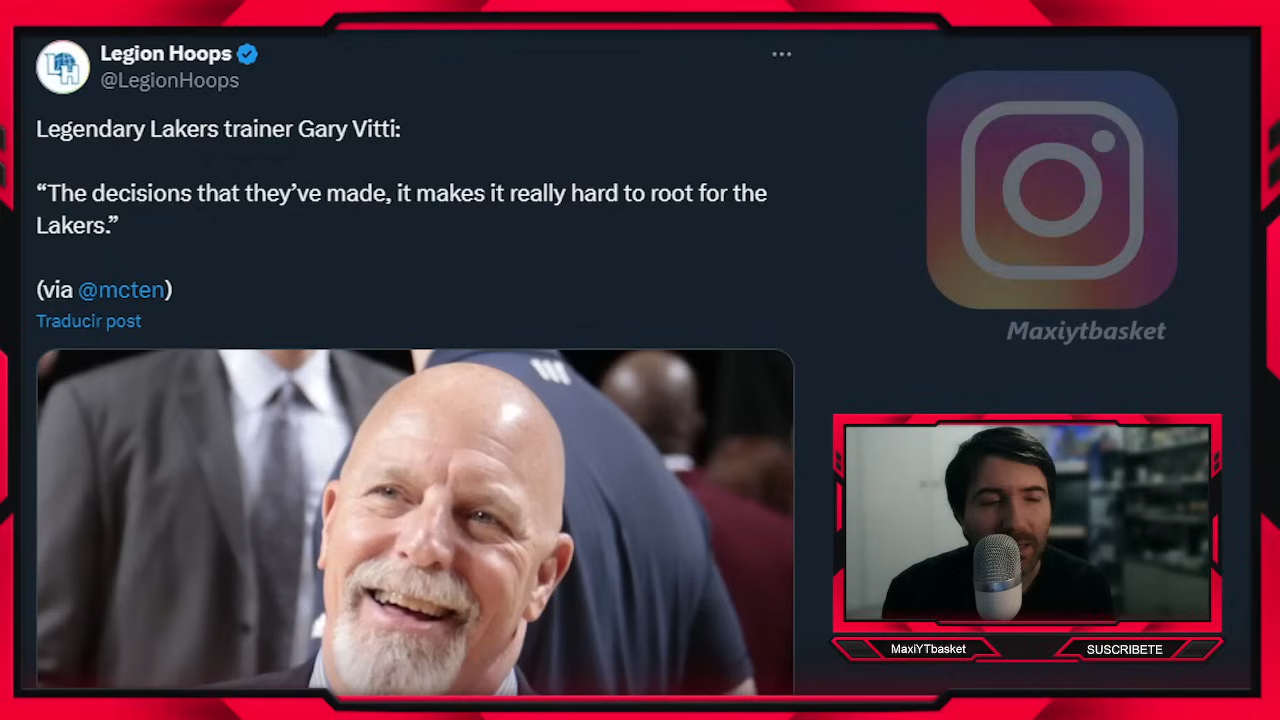 Legion Hoops
@LegionHoops
Legendary Lakers trainer Gary Vitti:
“The decisions that they’ve made, it makes it really hard to root for the
Lakers.”
(via @mcten)
Traducir post
Maxiytbasket
MaxiYTbasket
SUSCRIBETE